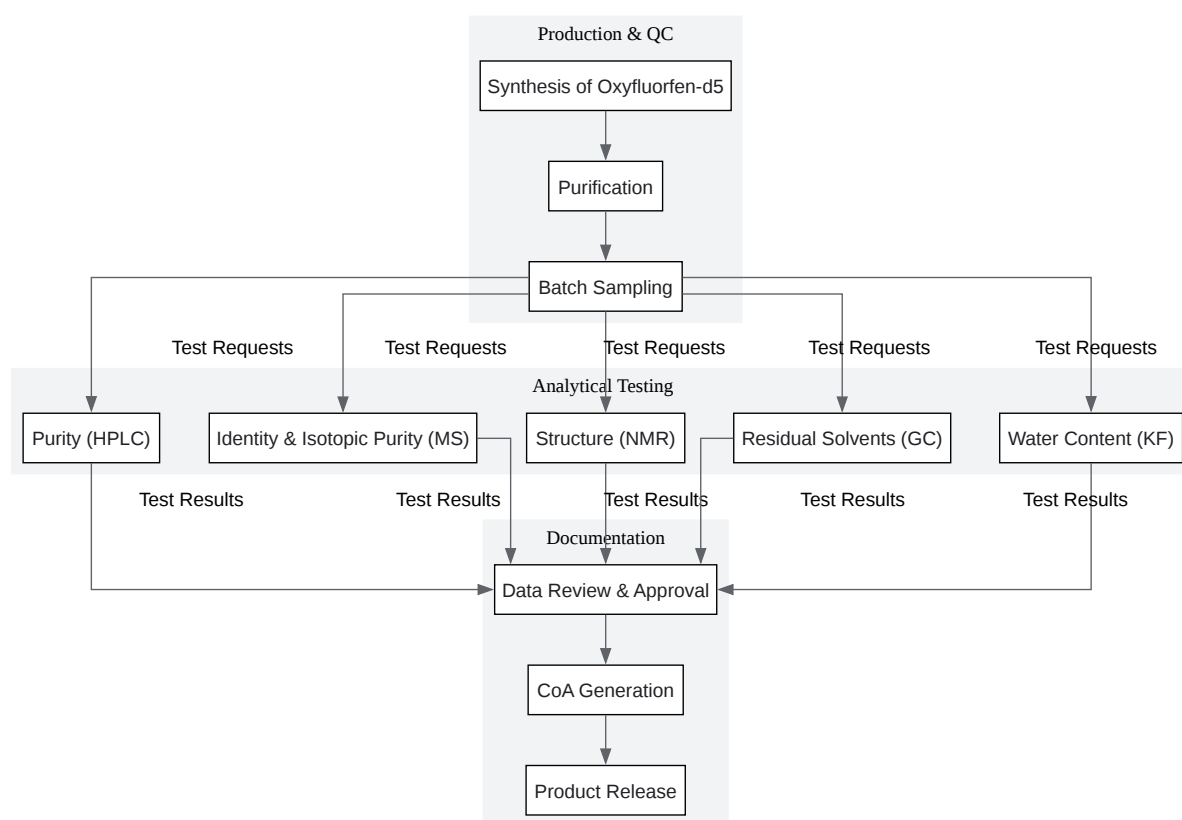 Production & QC
Synthesis of Oxyfluorfen-d5
Purification
Batch Sampling
Test Requests
Test Requests
Test Requests
Test Requests
Test Requests
Analytical Testing
Purity (HPLC)
Identity & Isotopic Purity (MS)
Structure (NMR)
Residual Solvents (GC)
Water Content (KF)
Test Results
Test Results
Test Results
Test Results
Test Results
Documentation
Data Review & Approval
CoA Generation
Product Release